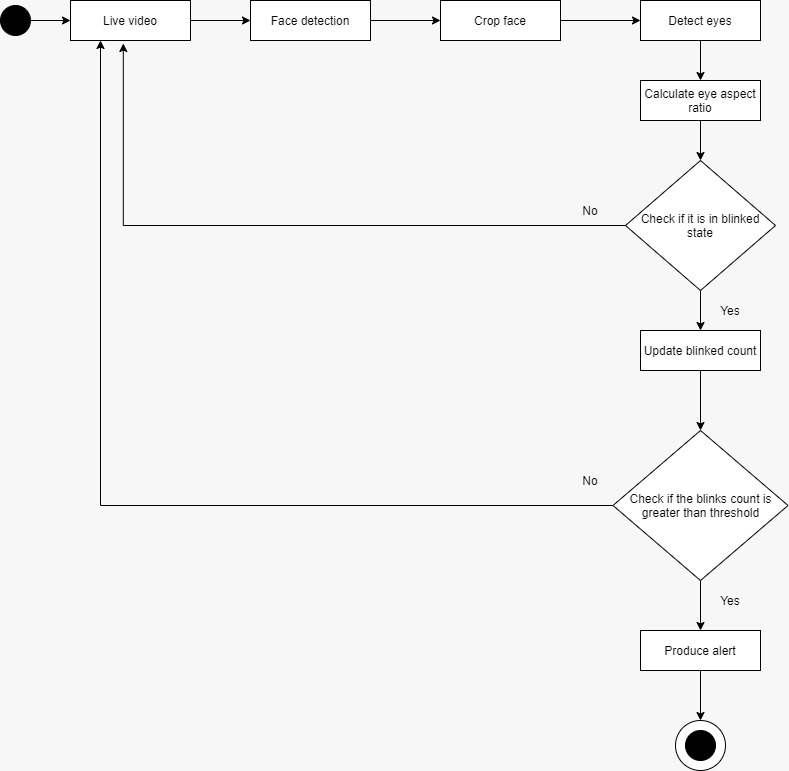 Live video
Face detection
Crop face
Detect eyes
Calculate eye aspect
ratio
No
Check if it is in blinked
state
Yes
Update blinked count
No
Check if the blinks count is
greater than threshold
Yes
Produce alert